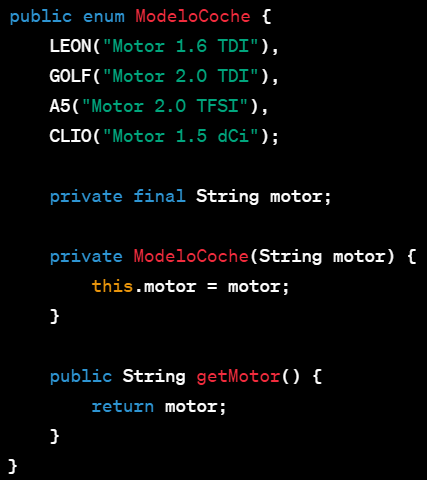 public enum ModeloCoche {
    LEON("Motor 1.6 TDI"),
    GOLF("Motor 2.0 TDI"),
    A5("Motor 2.0 TFSI"),
    CLIO("Motor 1.5 dCi");

    private final String motor;

    private ModeloCoche(String motor) {
        this.motor = motor;
    }

    public String getMotor() {
        return motor;
    }
}